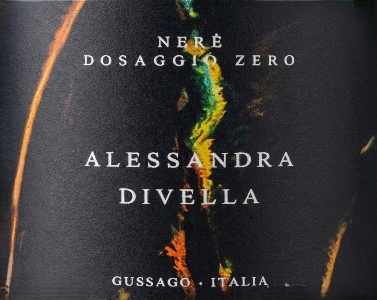 NERÈ
DOSAGGIO ZERO
ALESSANDRA
DIVELLA
GUSSAGO · ITALIA